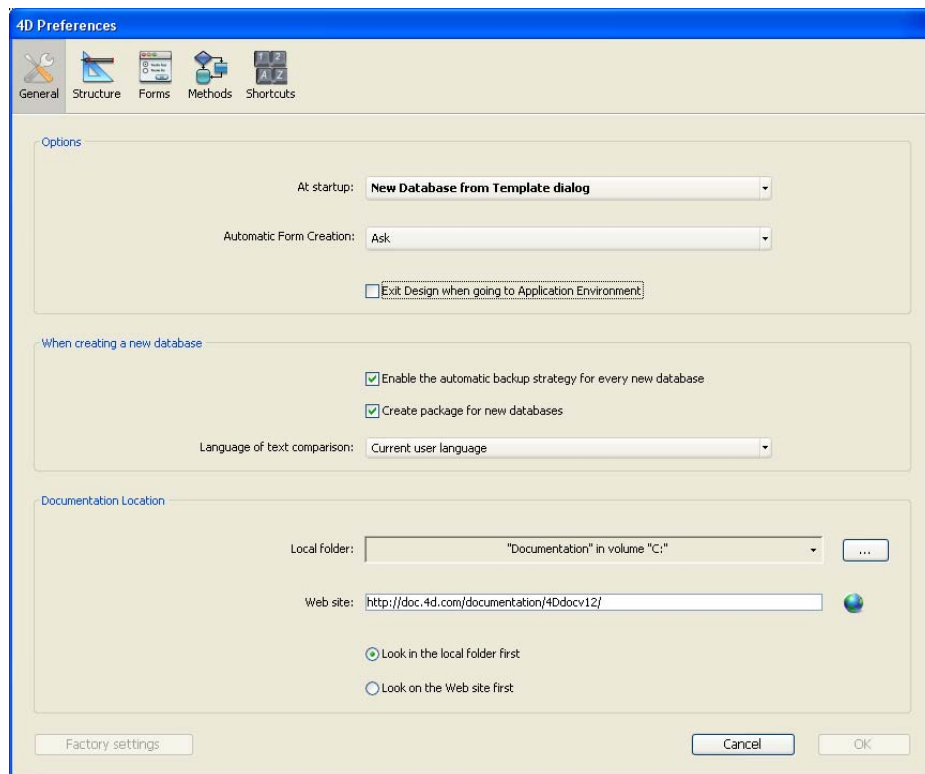 4D Preferences
General Structure Forms Methods Shortcuts
Options
At startup: New Database from Template dialog
Automatic Form Creation: Ask
Exit Design when going to Application Environment
When creating a new database
Enable the automatic backup strategy for every new database
Create package for new databases
Language of text comparison: Current user language
Documentation Location
Local folder: "Documentation" in volume "C:" ...
Web site: http://doc.4d.com/documentation/4Ddocv12/
Look in the local folder first
Look on the Web site first
Factory settings Cancel OK